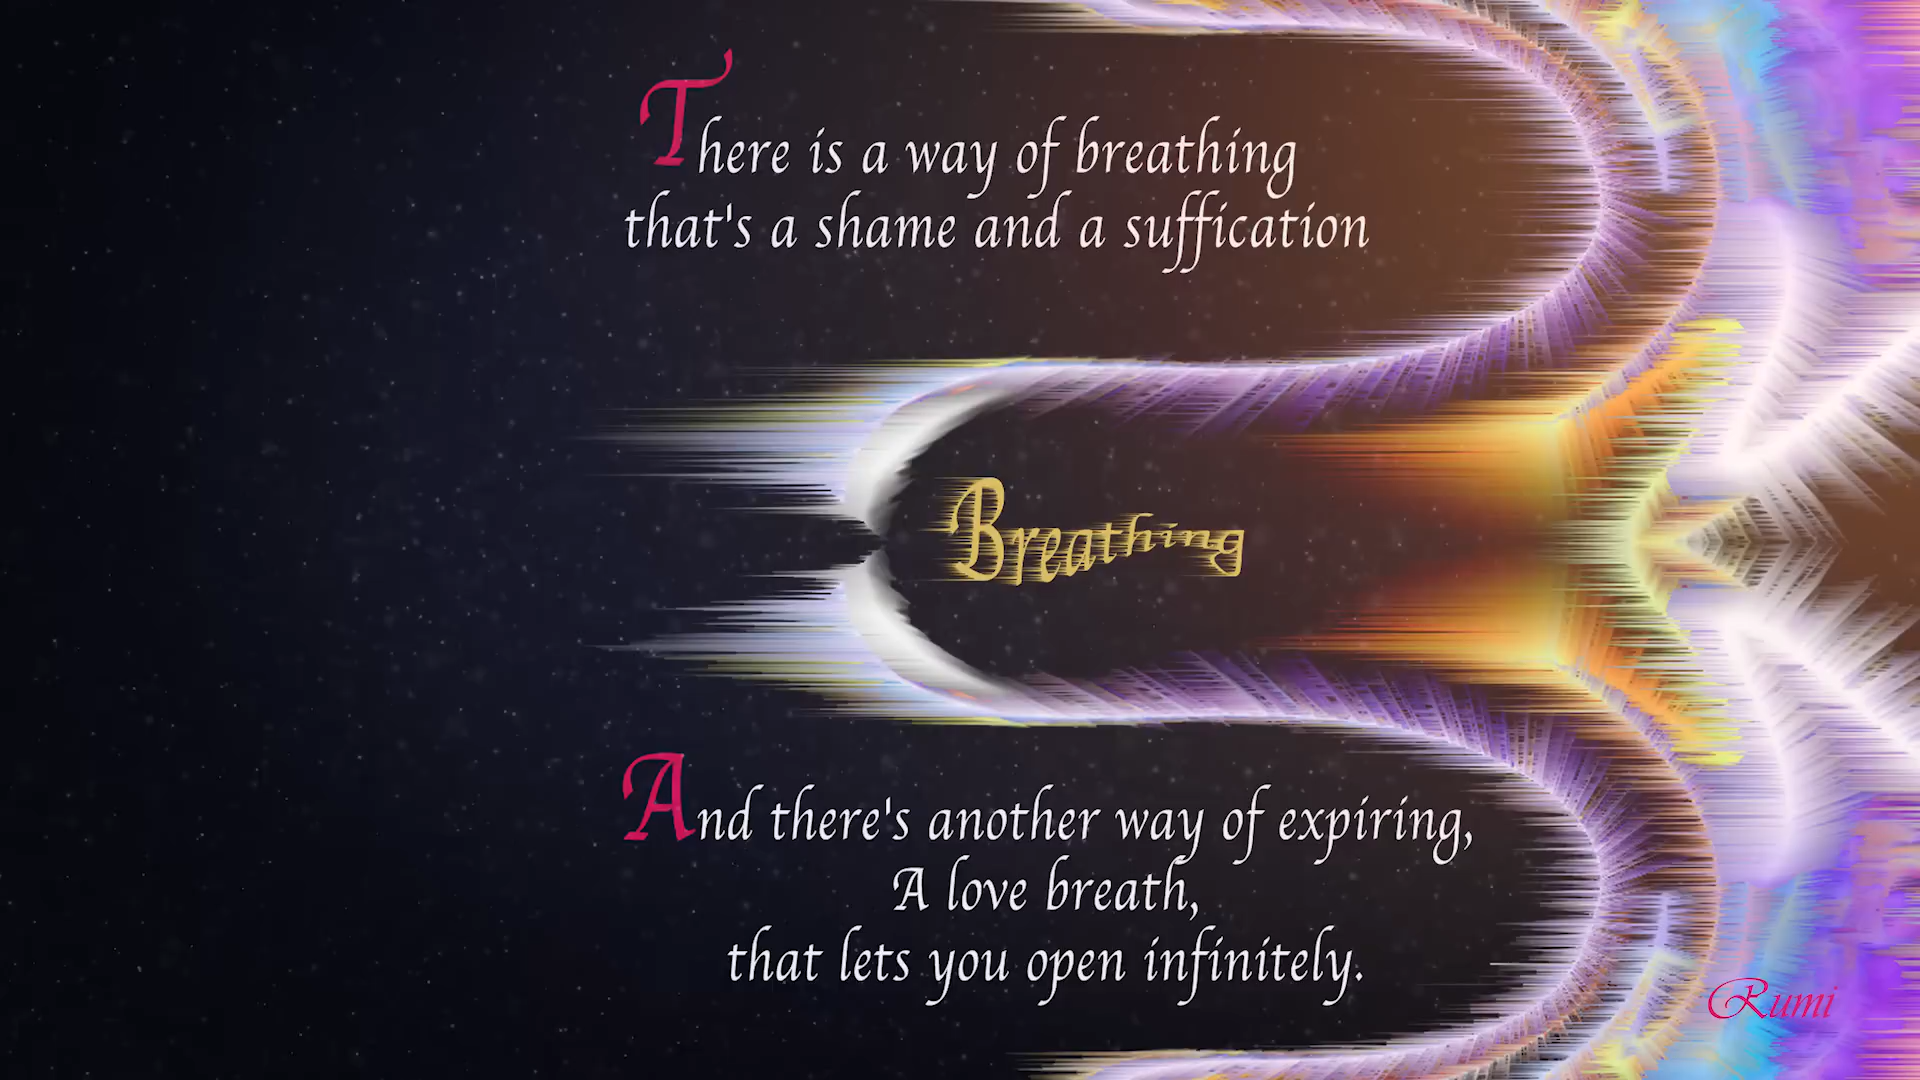 There is a way of breathing
that's a shame and a suffication
Breathing
And there's another way of expiring,
A love breath,
that lets you open infinitely.
Rumi